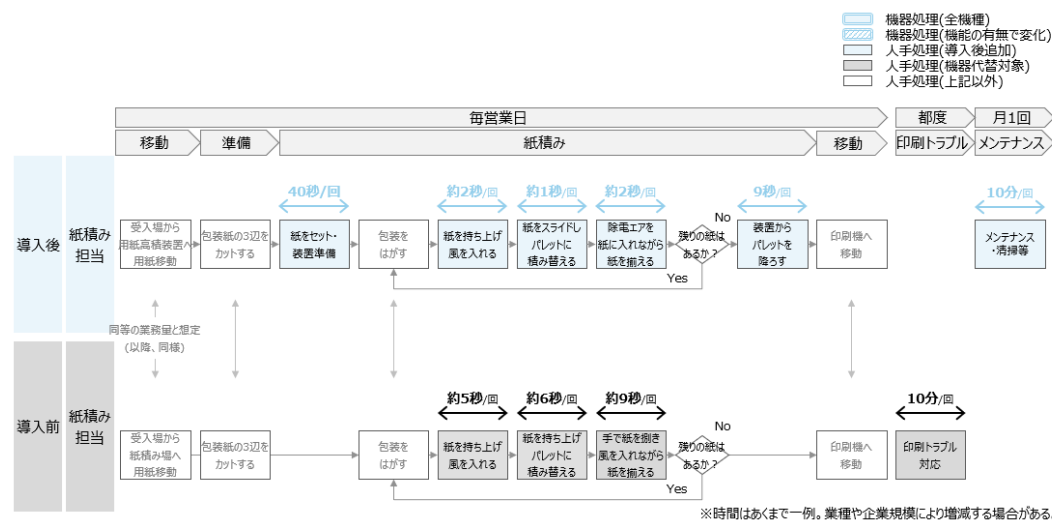 機器処理(全機種)
機器処理(機能の有無で変化)
人手処理(導入後追加)
人手処理(機器代替対象)
人手処理(上記以外)
毎営業日
都度
月1回
移動
準備
紙積み
移動
印刷トラブル
メンテナンス
導入後
紙積み
担当
40秒/回
約2秒/回
約1秒/回
約2秒/回
9秒/回
10分/回
受入場から
用紙高積装置へ
用紙移動
包装紙の3辺を
カットする
紙をセット・
装置準備
包装を
はがす
紙を持ち上げ
風を入れる
紙をスライドし
パレットに
積み替える
除電エアを
紙に入れながら
紙を揃える
残りの紙は
あるか?
No
Yes
装置から
パレットを
降ろす
印刷機へ
移動
メンテナンス
・清掃等
同等の業務量と想定
(以降、同様)
導入前
紙積み
担当
約5秒/回
約6秒/回
約9秒/回
10分/回
受入場から
紙積み場へ
用紙移動
包装紙の3辺を
カットする
包装を
はがす
紙を持ち上げ
風を入れる
紙を持ち上げ
パレットに
積み替える
手で紙を捌き
風を入れながら
紙を揃える
残りの紙は
あるか?
No
Yes
印刷機へ
移動
印刷トラブル
対応
※時間はあくまで一例。業種や企業規模により増減する場合がある。